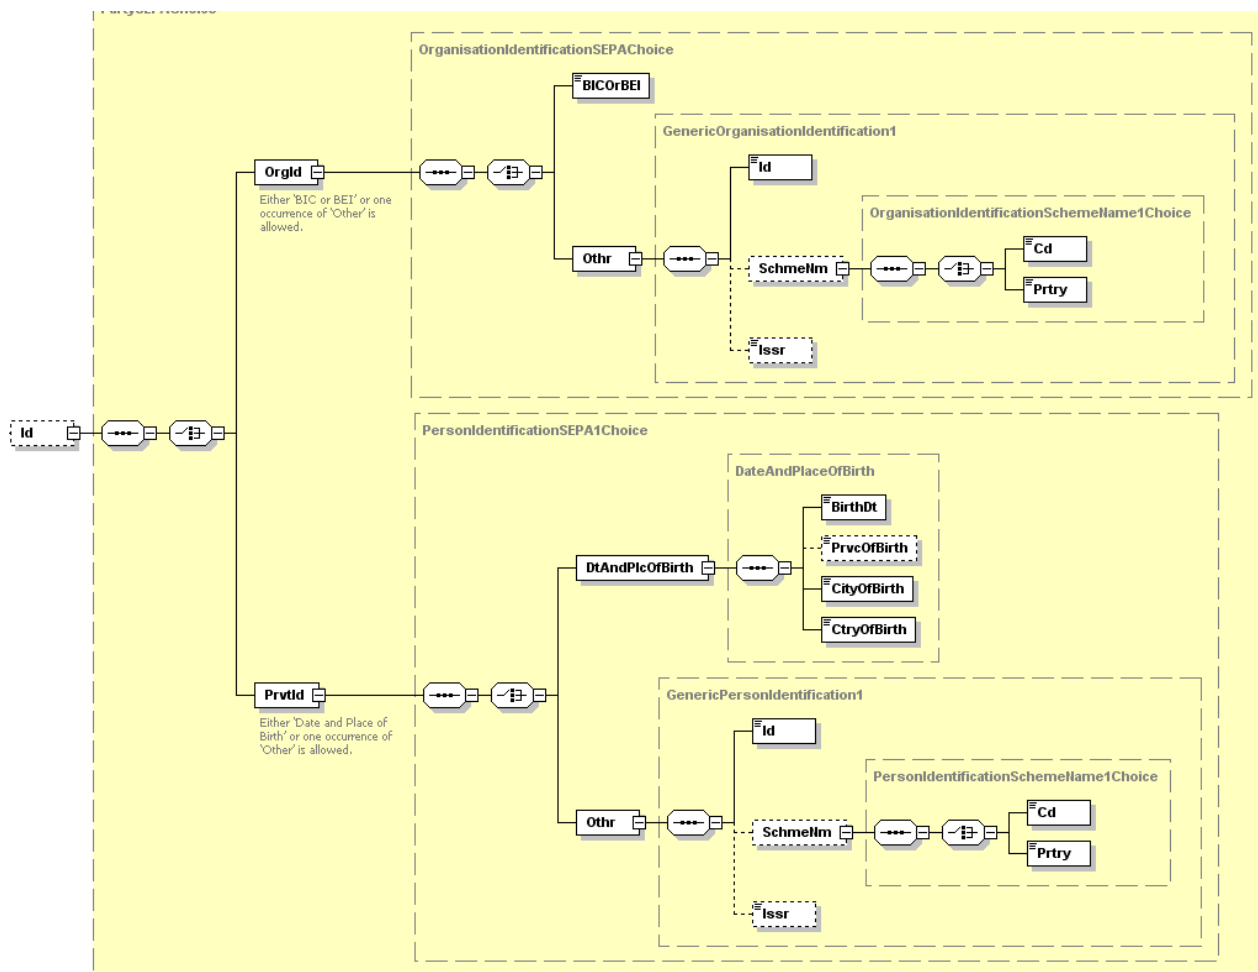 OrganisationIdentificationSEPAChoice
BICOrBEI
GenericOrganisationIdentification1
Id
OrgId
Either 'BIC or BEI' or one
occurrence of 'Other' is
allowed.
OrganisationIdentificationSchemeName1Choice
Cd
Othr
SchmeNm
Prtry
Issr
Id
PersonIdentificationSEPA1Choice
DateAndPlaceOfBirth
BirthDt
PrvcOfBirth
DtAndPlcOfBirth
CityOfBirth
CtryOfBirth
PrvtId
Either 'Date and Place of
Birth' or one occurrence of
'Other' is allowed.
GenericPersonIdentification1
Id
PersonIdentificationSchemeName1Choice
Cd
Othr
SchmeNm
Prtry
Issr